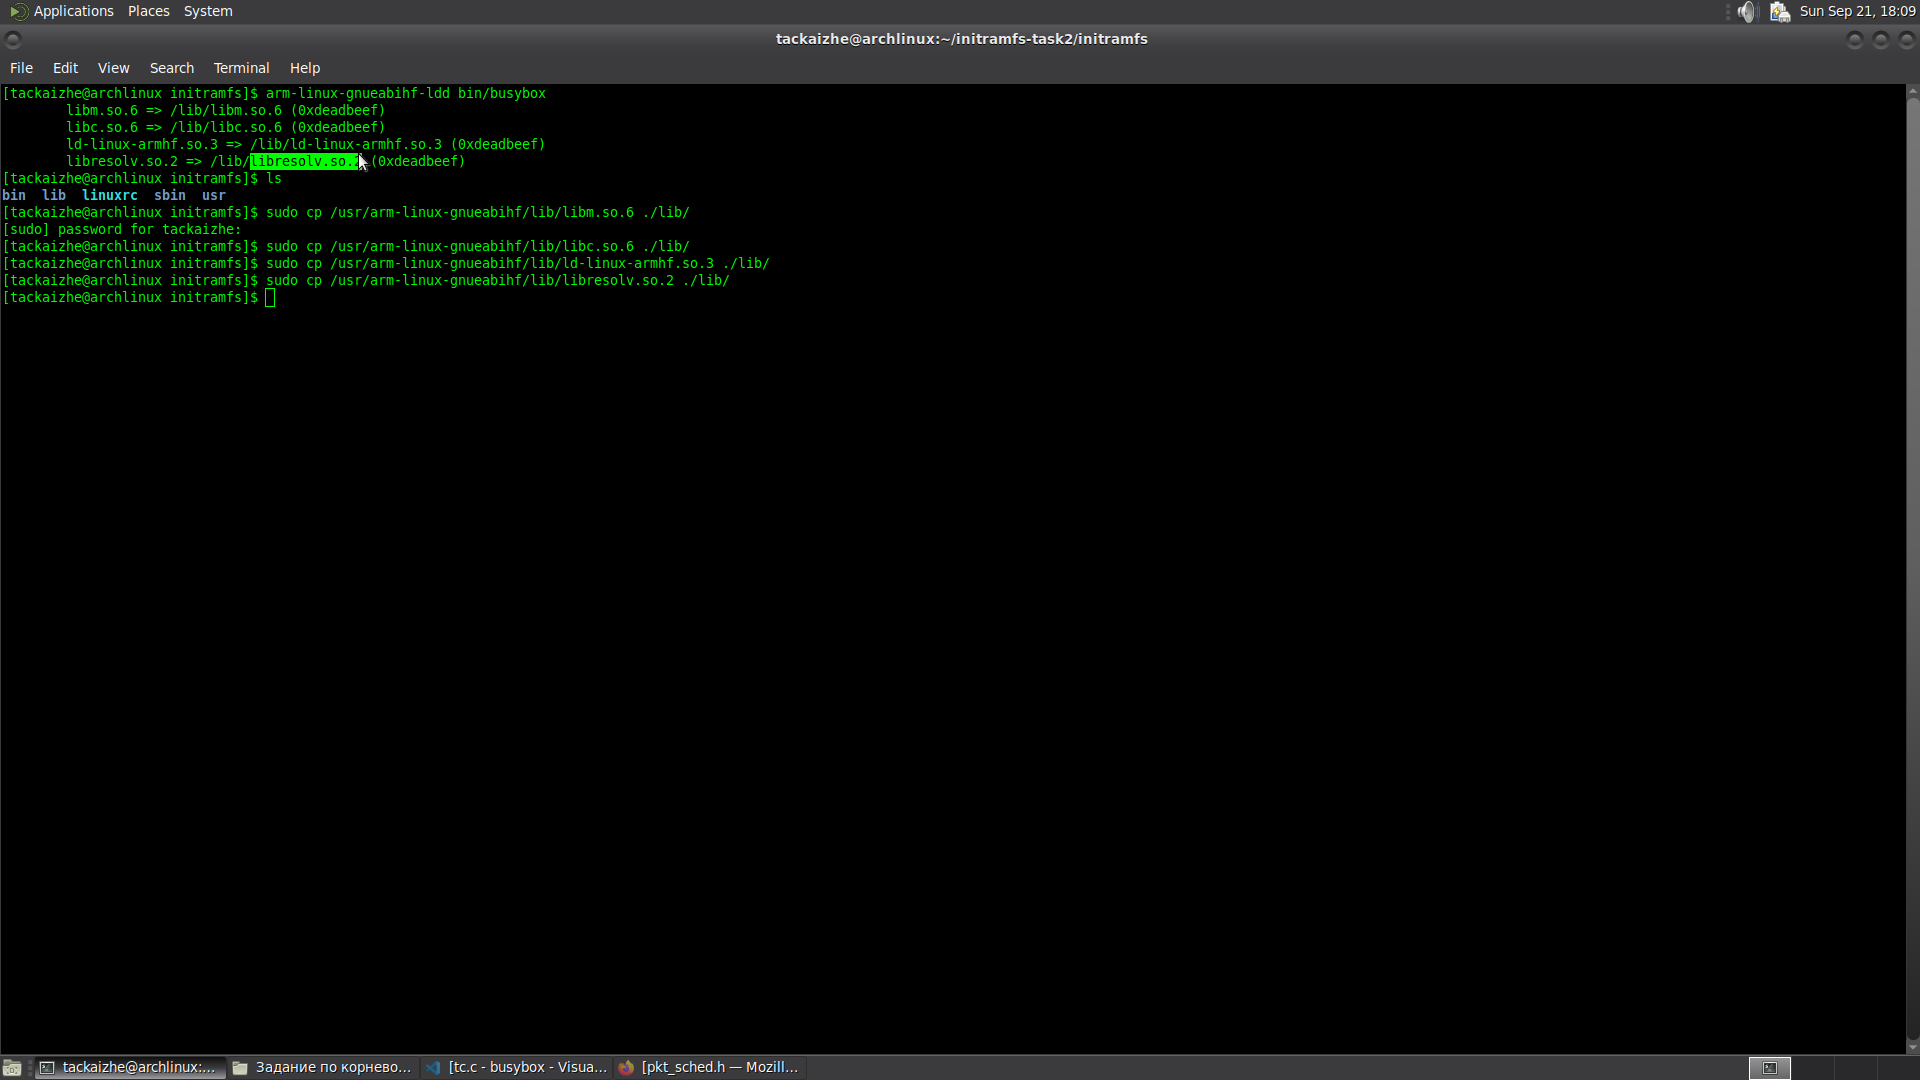 Applications Places System
Sun Sep 21, 18:09
tackaizhe@archlinux:~/initramfs-task2/initramfs
File Edit View Search Terminal Help
[tackaizhe@archlinux initramfs]$ arm-linux-gnueabihf-ldd bin/busybox
libm.so.6 => /lib/libm.so.6 (0xdeadbeef)
libc.so.6 => /lib/libc.so.6 (0xdeadbeef)
ld-linux-armhf.so.3 => /lib/ld-linux-armhf.so.3 (0xdeadbeef)
libresolv.so.2 => /lib/libresolv.so.2 (0xdeadbeef)
[tackaizhe@archlinux initramfs]$ ls
bin lib linuxrc sbin usr
[tackaizhe@archlinux initramfs]$ sudo cp /usr/arm-linux-gnueabihf/lib/libm.so.6 ./lib/
[sudo] password for tackaizhe:
[tackaizhe@archlinux initramfs]$ sudo cp /usr/arm-linux-gnueabihf/lib/libc.so.6 ./lib/
[tackaizhe@archlinux initramfs]$ sudo cp /usr/arm-linux-gnueabihf/lib/ld-linux-armhf.so.3 ./lib/
[tackaizhe@archlinux initramfs]$ sudo cp /usr/arm-linux-gnueabihf/lib/libresolv.so.2 ./lib/
[tackaizhe@archlinux initramfs]$
tackaizhe@archlinux:... Задание по корнево... [tc.c - busybox - Visua... [pkt_sched.h — Mozill...